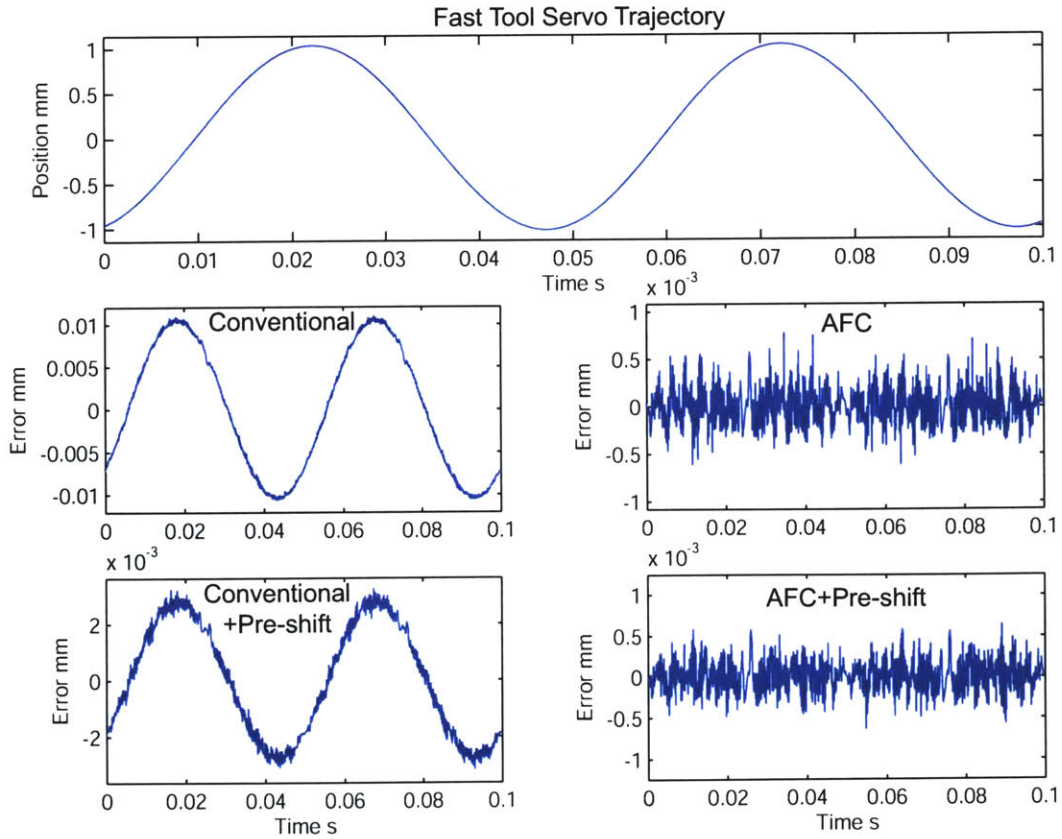 Fast Tool Servo Trajectory
Position mm
1
0.5
0
-0.5
-1
0 0.01 0.02 0.03 0.04 0.05 0.06 0.07 0.08 0.09 0.1
Time s
Conventional
Error mm
0.01
0.005
0
-0.005
-0.01
0 0.02 0.04 0.06 0.08 0.1
x 10-3
AFC
Error mm
1
0.5
0
-0.5
-1
0 0.02 0.04 0.06 0.08 0.1
x 10-3
Conventional
+Pre-shift
Error mm
2
0
-2
0 0.02 0.04 0.06 0.08 0.1
Time s
AFC+Pre-shift
Error mm
1
0.5
0
-0.5
-1
0 0.02 0.04 0.06 0.08 0.1
Time s